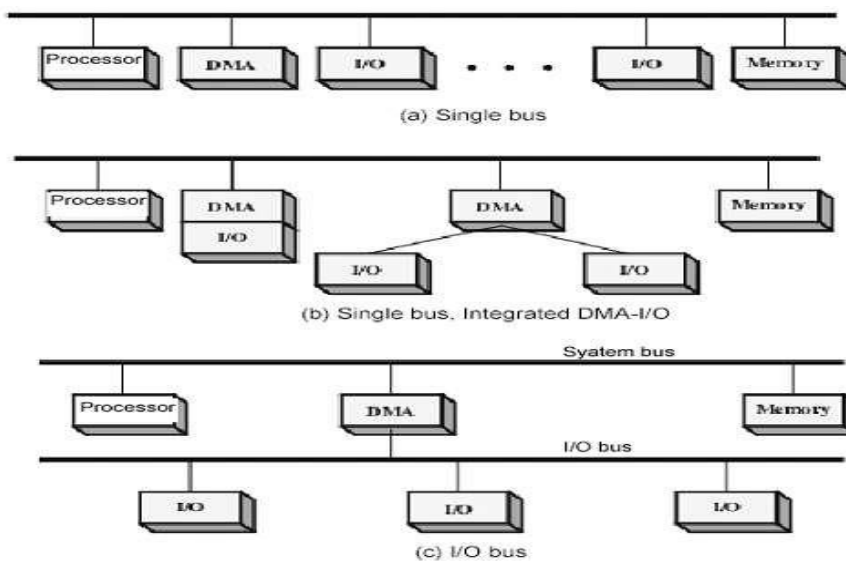 Processor DMA I/O I/O Memory
(a) Single bus
Processor DMA DMA Memory
I/O
I/O I/O
(b) Single bus, Integrated DMA-I/O
Syatem bus
Processor DMA Memory
I/O bus
I/O I/O I/O
(c) I/O bus